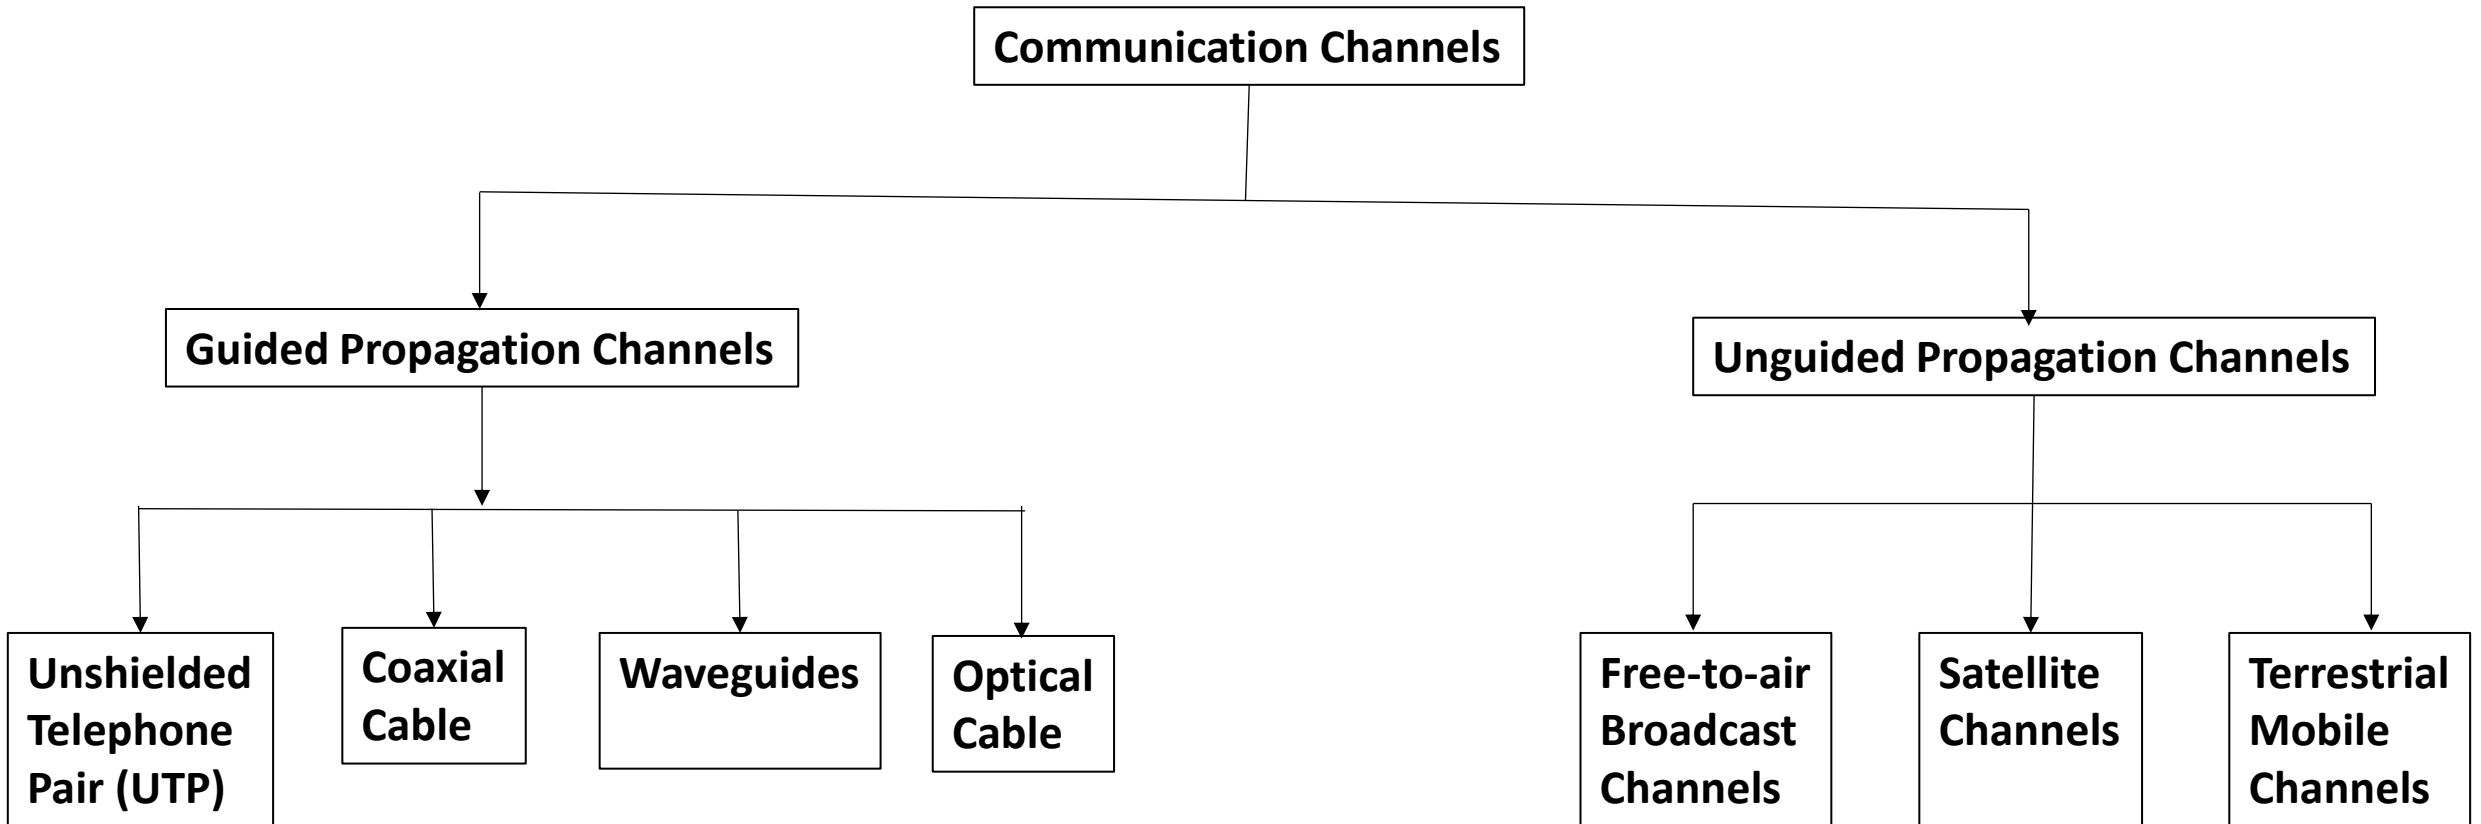 Communication Channels
Guided Propagation Channels
Unguided Propagation Channels
Unshielded
Telephone
Pair (UTP)
Coaxial
Cable
Waveguides
Optical
Cable
Free-to-air
Broadcast
Channels
Satellite
Channels
Terrestrial
Mobile
Channels